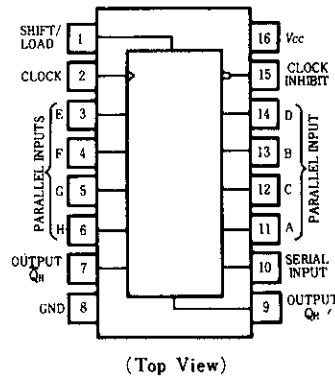 SHIFT/
LOAD
1
16
Vcc
CLOCK
2
15
CLOCK
INHIBIT
PARALLEL INPUTS
E
3
14
D
PARALLEL INPUT
F
4
13
B
G
5
12
C
H
6
11
A
OUTPUT
Q̄H
7
10
SERIAL
INPUT
GND
8
9
OUTPUT
QH
(Top View)